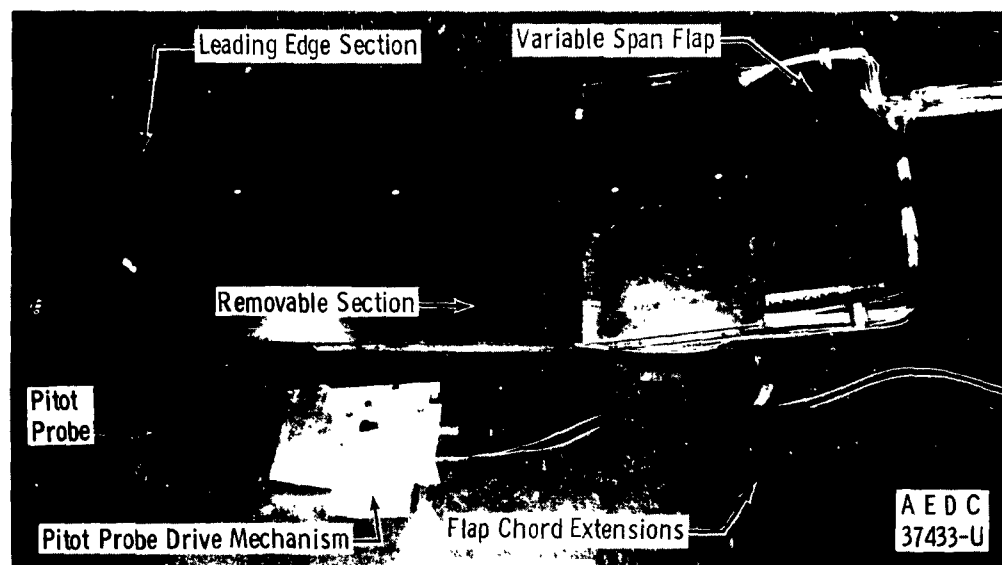 Leading Edge Section
Variable Span Flap
Removable Section
Pitot
Probe
Pitot Probe Drive Mechanism
Flap Chord Extensions
A E D C
37433-U